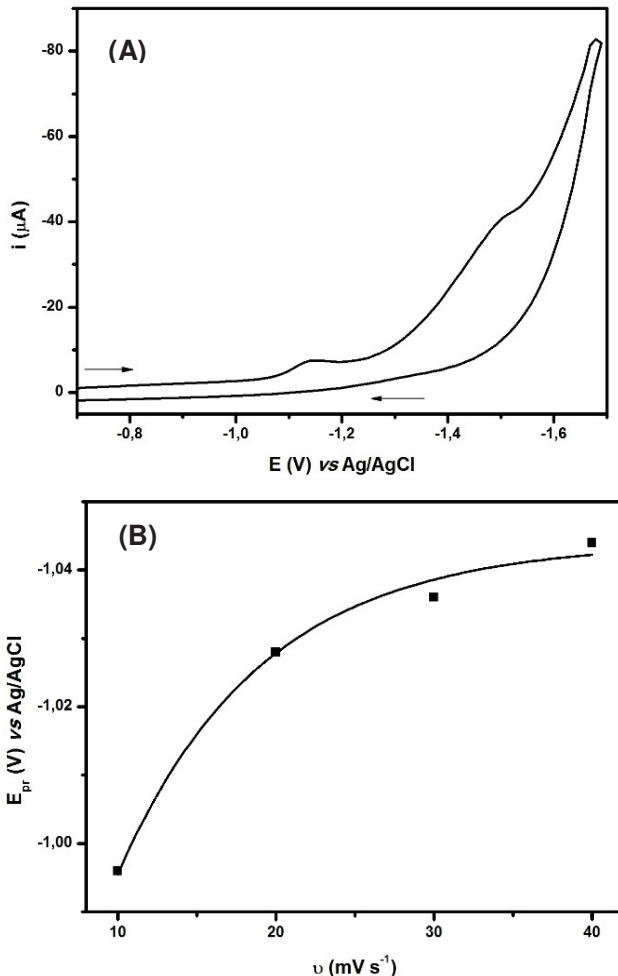 (A)
-80
-60
-40
-20
0
i (μA)
-0,8 -1,0 -1,2 -1,4 -1,6
E (V) vs Ag/AgCl
(B)
-1,04
-1,02
-1,00
E_pr (V) vs Ag/AgCl
10 20 30 40
υ (mV s⁻¹)